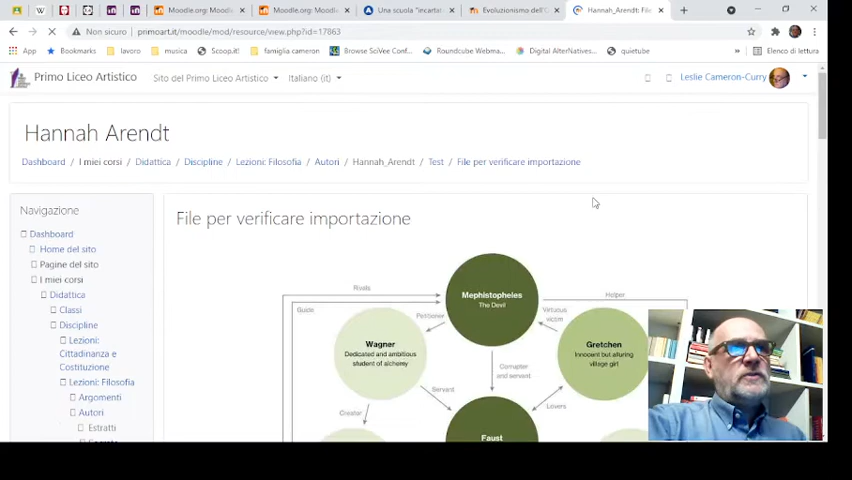 Moodle.org: Moodle
Moodle.org: Moodle
Una scuola "incartal
Evoluzionismo dell'O
Hannah_Arendt: File
Non sicuro | primoart.it/moodle/mod/resource/view.php?id=17863
App Bookmarks lavoro musica Scoop.it! famiglia cameron Browse SciVee Conf... Roundcube Webma... Digital AlterNatives... quietube » Elenco di lettura
Primo Liceo Artistico Sito del Primo Liceo Artistico Italiano (it) Leslie Cameron-Curry
Hannah Arendt
Dashboard / I miei corsi / Didattica / Discipline / Lezioni: Filosofia / Autori / Hannah_Arendt / Test / File per verificare importazione
Navigazione
Dashboard
Home del sito
Pagine del sito
I miei corsi
Didattica
Classi
Discipline
Lezioni:
Cittadinanza e
Costituzione
Lezioni: Filosofia
Argomenti
Autori
Estratti
File per verificare importazione
Rivals
Guide
Mephistopheles
The Devil
Helper
Petitioner
Virtuous
victim
Wagner
Dedicated and ambitious
student of alchemy
Gretchen
Innocent but alluring
village girl
Corrupter
and servant
Servant
Lovers
Creator
Faust